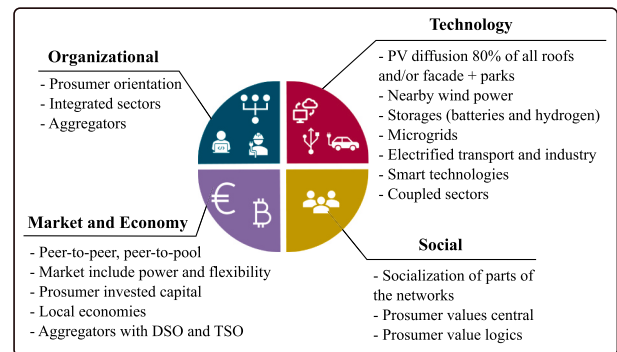 Organizational
- Prosumer orientation
- Integrated sectors
- Aggregators
Technology
- PV diffusion 80% of all roofs
and/or facade + parks
- Nearby wind power
- Storages (batteries and hydrogen)
- Microgrids
- Electrified transport and industry
- Smart technologies
- Coupled sectors
Market and Economy
- Peer-to-peer, peer-to-pool
- Market include power and flexibility
- Prosumer invested capital
- Local economies
- Aggregators with DSO and TSO
Social
- Socialization of parts of
the networks
- Prosumer values central
- Prosumer value logics